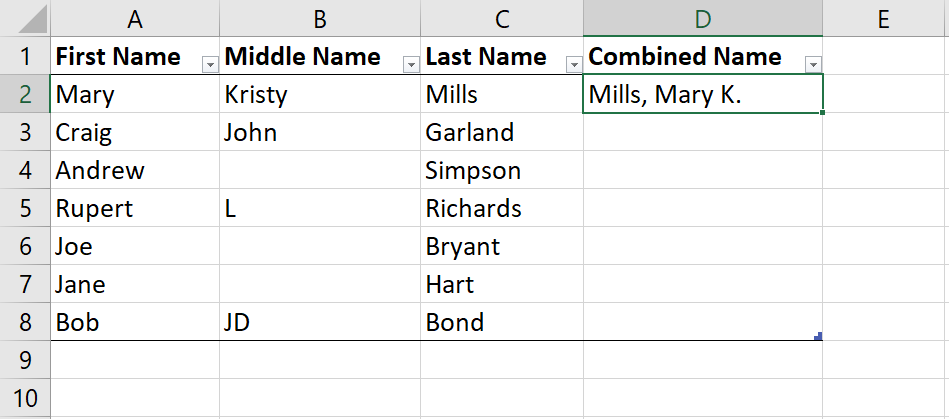 A B C D E
1 First Name Middle Name Last Name Combined Name
2 Mary Kristy Mills Mills, Mary K.
3 Craig John Garland
4 Andrew Simpson
5 Rupert L Richards
6 Joe Bryant
7 Jane Hart
8 Bob JD Bond
9
10